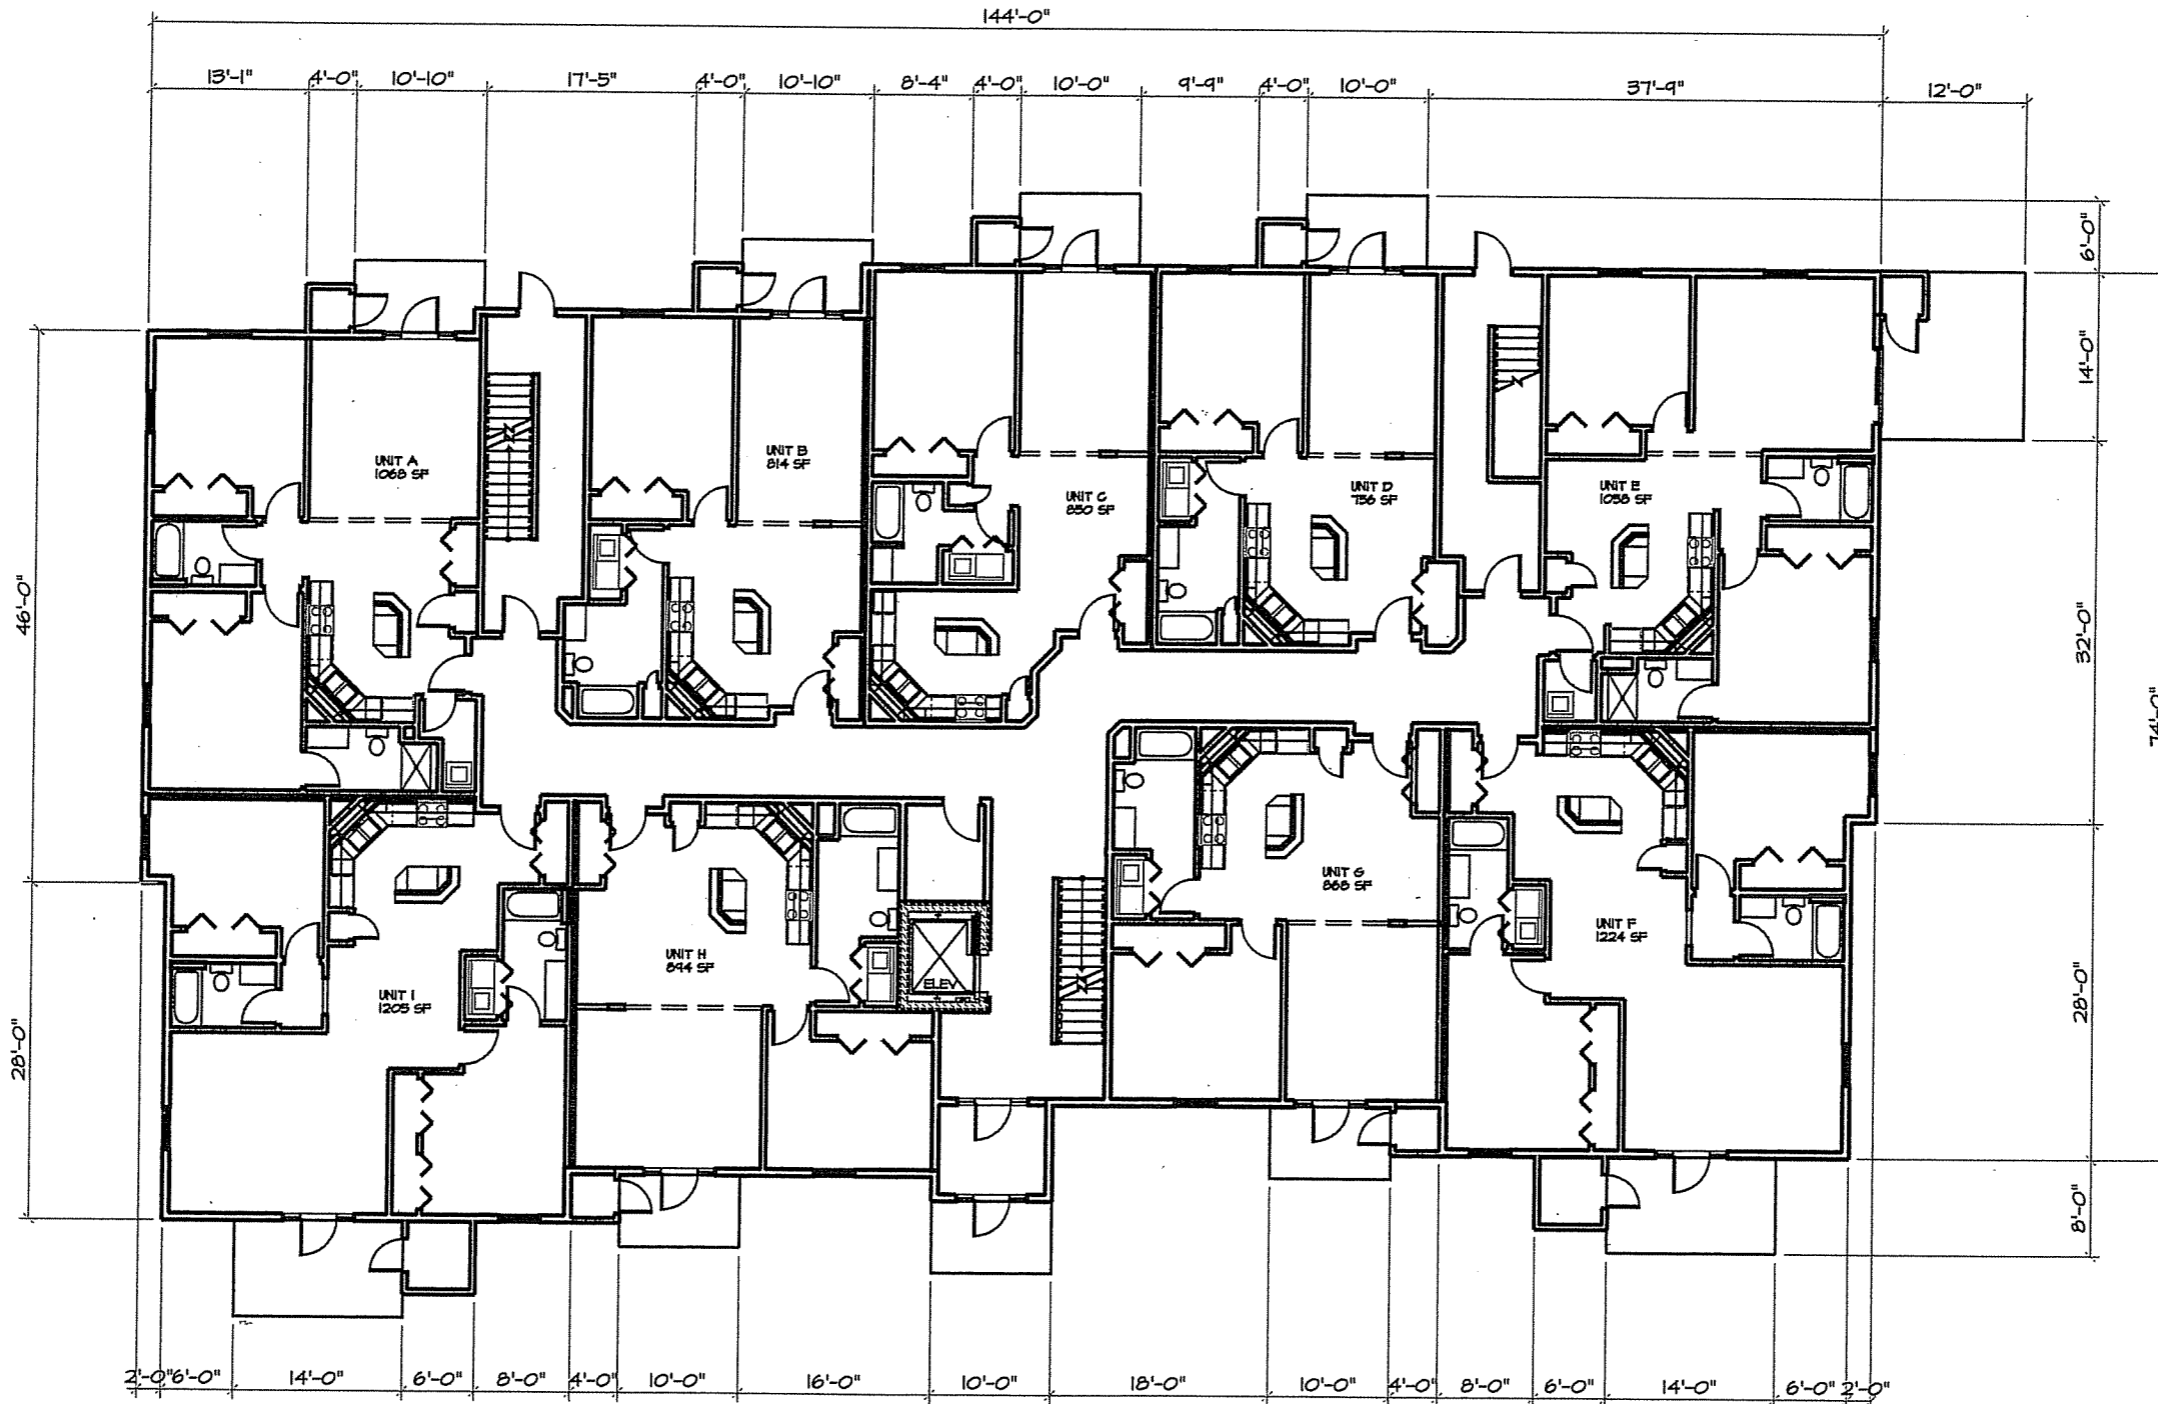 144'-0"
13'-1" 4'-0" 10'-10" 17'-5" 4'-0" 10'-10" 8'-4" 4'-0" 10'-0" 9'-9" 4'-0" 10'-0" 37'-9" 12'-0"
6'-0"
14'-0"
UNIT A
1068 SF
UNIT B
814 SF
UNIT C
850 SF
UNIT D
756 SF
UNIT E
1058 SF
46'-0"
32'-0"
74'-0"
UNIT G
868 SF
UNIT F
1224 SF
UNIT H
894 SF
ELEV
UNIT I
1205 SF
28'-0"
28'-0"
8'-0"
2'-0" 6'-0" 14'-0" 6'-0" 8'-0" 4'-0" 10'-0" 16'-0" 10'-0" 18'-0" 10'-0" 4'-0" 8'-0" 6'-0" 14'-0" 6'-0" 2'-0"